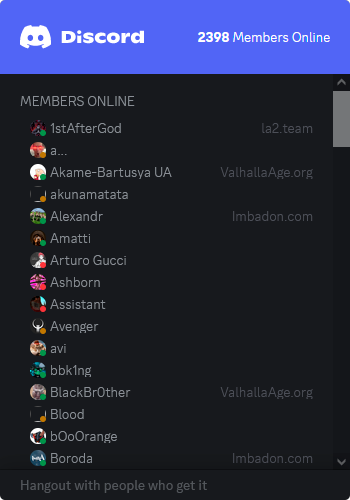 Discord
2398 Members Online
MEMBERS ONLINE
1stAfterGod la2.team
a...
Akame-Bartusya UA ValhallaAge.org
akunamatata
Alexandr Imbadon.com
Amatti
Arturo Gucci
Ashborn
Assistant
Avenger
avi
bbk1ng
BlackBr0ther ValhallaAge.org
Blood
bOoOrange
Boroda Imbadon.com
Hangout with people who get it